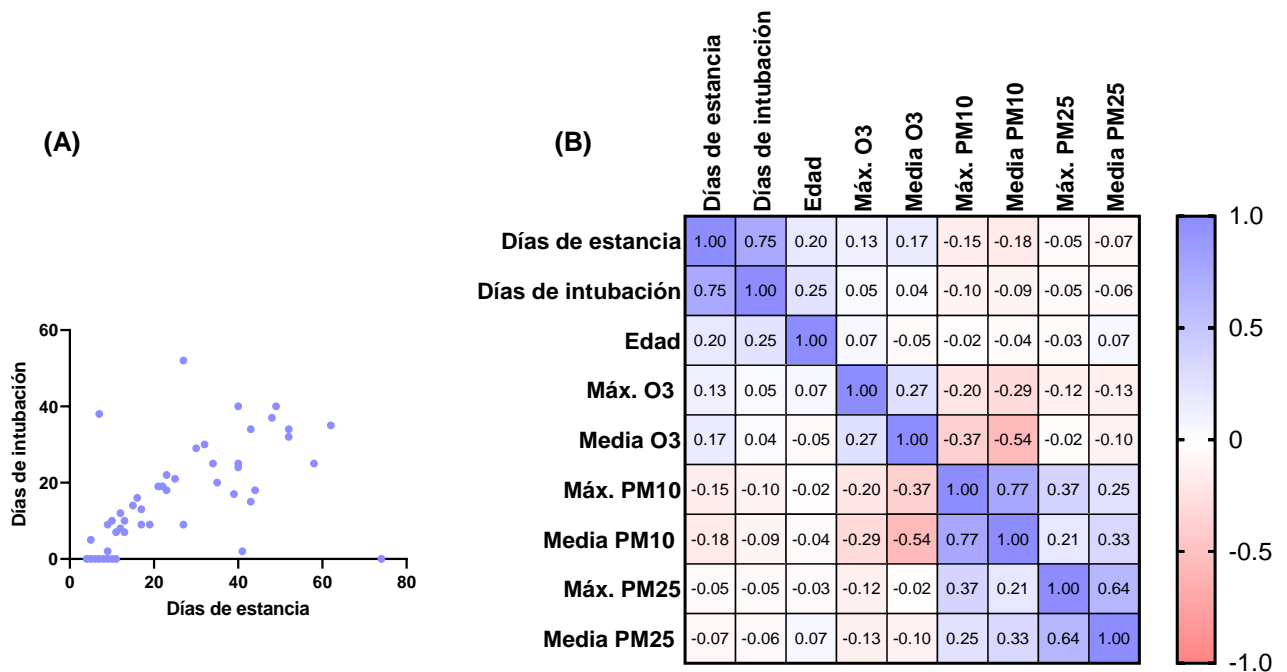 (A)
60
40
20
0
Días de intubación
0 20 40 60 80
Días de estancia
(B)
Días de estancia
Días de intubación
Edad
Máx. O3
Media O3
Máx. PM10
Media PM10
Máx. PM25
Media PM25
Días de estancia 1.00 0.75 0.20 0.13 0.17 -0.15 -0.18 -0.05 -0.07
Días de intubación 0.75 1.00 0.25 0.05 0.04 -0.10 -0.09 -0.05 -0.06
Edad 0.20 0.25 1.00 0.07 -0.05 -0.02 -0.04 -0.03 0.07
Máx. O3 0.13 0.05 0.07 1.00 0.27 -0.20 -0.29 -0.12 -0.13
Media O3 0.17 0.04 -0.05 0.27 1.00 -0.37 -0.54 -0.02 -0.10
Máx. PM10 -0.15 -0.10 -0.02 -0.20 -0.37 1.00 0.77 0.37 0.25
Media PM10 -0.18 -0.09 -0.04 -0.29 -0.54 0.77 1.00 0.21 0.33
Máx. PM25 -0.05 -0.05 -0.03 -0.12 -0.02 0.37 0.21 1.00 0.64
Media PM25 -0.07 -0.06 0.07 -0.13 -0.10 0.25 0.33 0.64 1.00
1.0
0.5
0
-0.5
-1.0